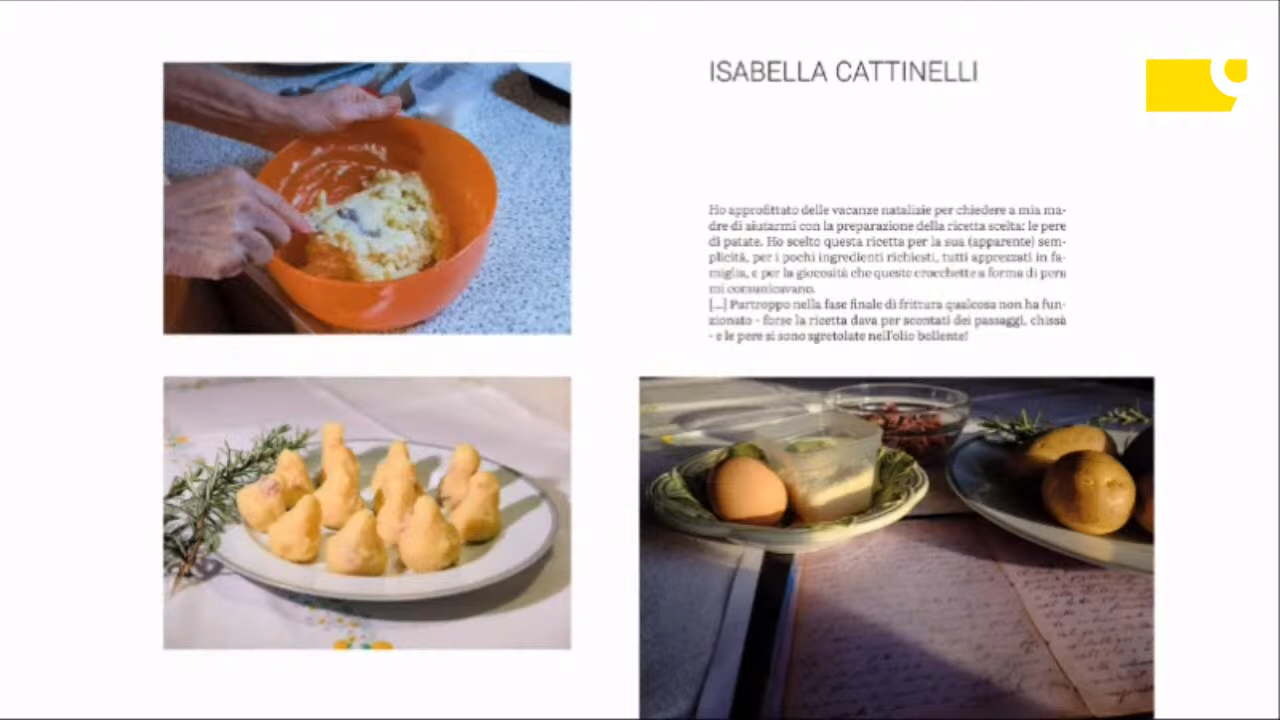 ISABELLA CATTINELLI
Ho approfittato delle vacanze natalizie per chiedere a mia ma-
dre di aiutarmi con la preparazione della ricetta scelta: le pere
di patate. Ho scelto questa ricetta per la sua (apparente) sem-
plicità, per i pochi ingredienti richiesti, tutti apprezzati in fa-
miglia, e per la giocosità che queste crocchette a forma di pera
mi comunicavano.
[...] Purtroppo nella fase finale di frittura qualcosa non ha fun-
zionato - forse la ricetta dava per scontati dei passaggi, chissà
- e le pere si sono sgretolate nell'olio bollente!